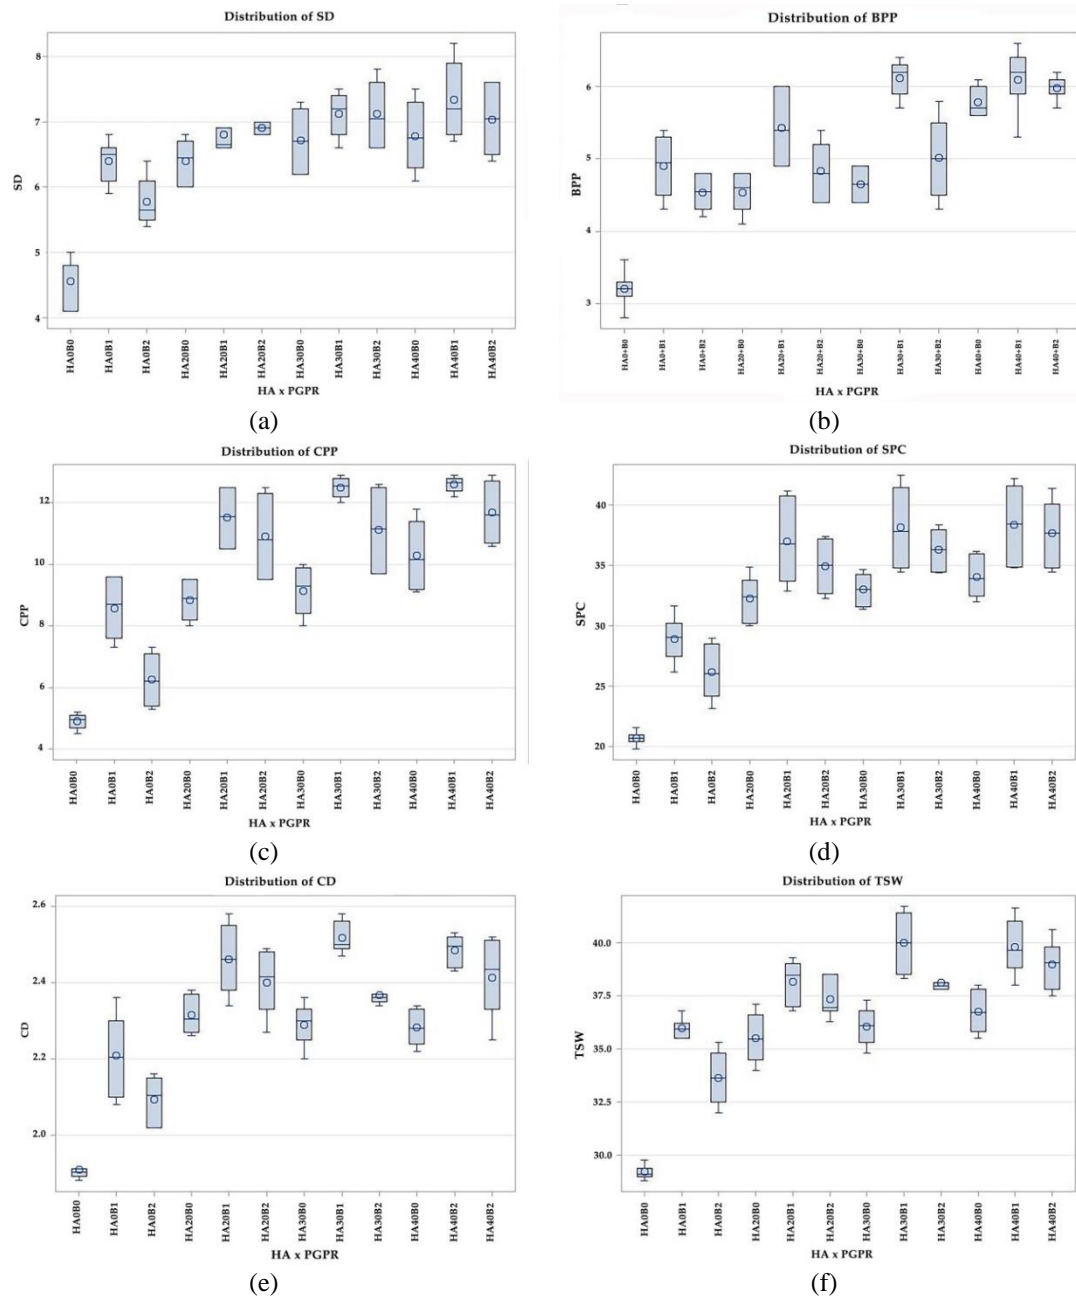 Distribution of SD
8
7
6
5
4
SD
HA0B0
HA0B1
HA0B2
HA20B0
HA20B1
HA20B2
HA30B0
HA30B1
HA30B2
HA40B0
HA40B1
HA40B2
HA x PGPR
(a)
Distribution of BPP
6
5
4
3
BPP
HA0+B0
HA0+B1
HA0+B2
HA20+B0
HA20+B1
HA20+B2
HA30+B0
HA30+B1
HA30+B2
HA40+B0
HA40+B1
HA40+B2
HA x PGPR
(b)
Distribution of CPP
12
10
8
6
4
CPP
HA0B0
HA0B1
HA0B2
HA20B0
HA20B1
HA20B2
HA30B0
HA30B1
HA30B2
HA40B0
HA40B1
HA40B2
HA x PGPR
(c)
Distribution of SPC
40
35
30
25
20
SPC
HA0B0
HA0B1
HA0B2
HA20B0
HA20B1
HA20B2
HA30B0
HA30B1
HA30B2
HA40B0
HA40B1
HA40B2
HA x PGPR
(d)
Distribution of CD
2.6
2.4
2.2
2.0
CD
HA0B0
HA0B1
HA0B2
HA20B0
HA20B1
HA20B2
HA30B0
HA30B1
HA30B2
HA40B0
HA40B2
HA40B2
HA x PGPR
(e)
Distribution of TSW
40.0
37.5
35.0
32.5
30.0
TSW
HA0B0
HA0B1
HA0B2
HA20B0
HA20B1
HA20B2
HA30B0
HA30B1
HA30B2
HA40B0
HA40B1
HA40B2
HA x PGPR
(f)